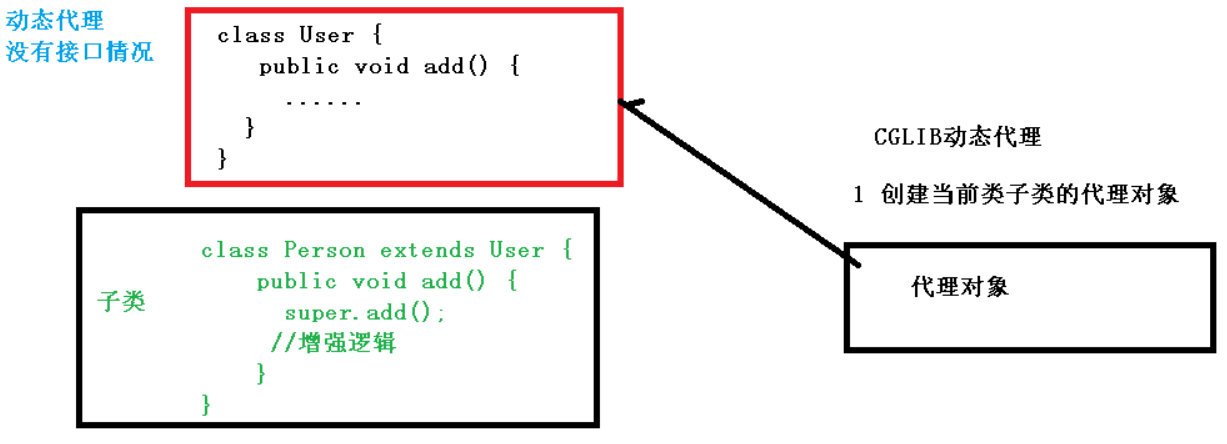 动态代理
没有接口情况
class User {
public void add() {
......
}
}
CGLIB动态代理
1 创建当前类子类的代理对象
子类
class Person extends User {
public void add() {
super.add();
//增强逻辑
}
}
代理对象